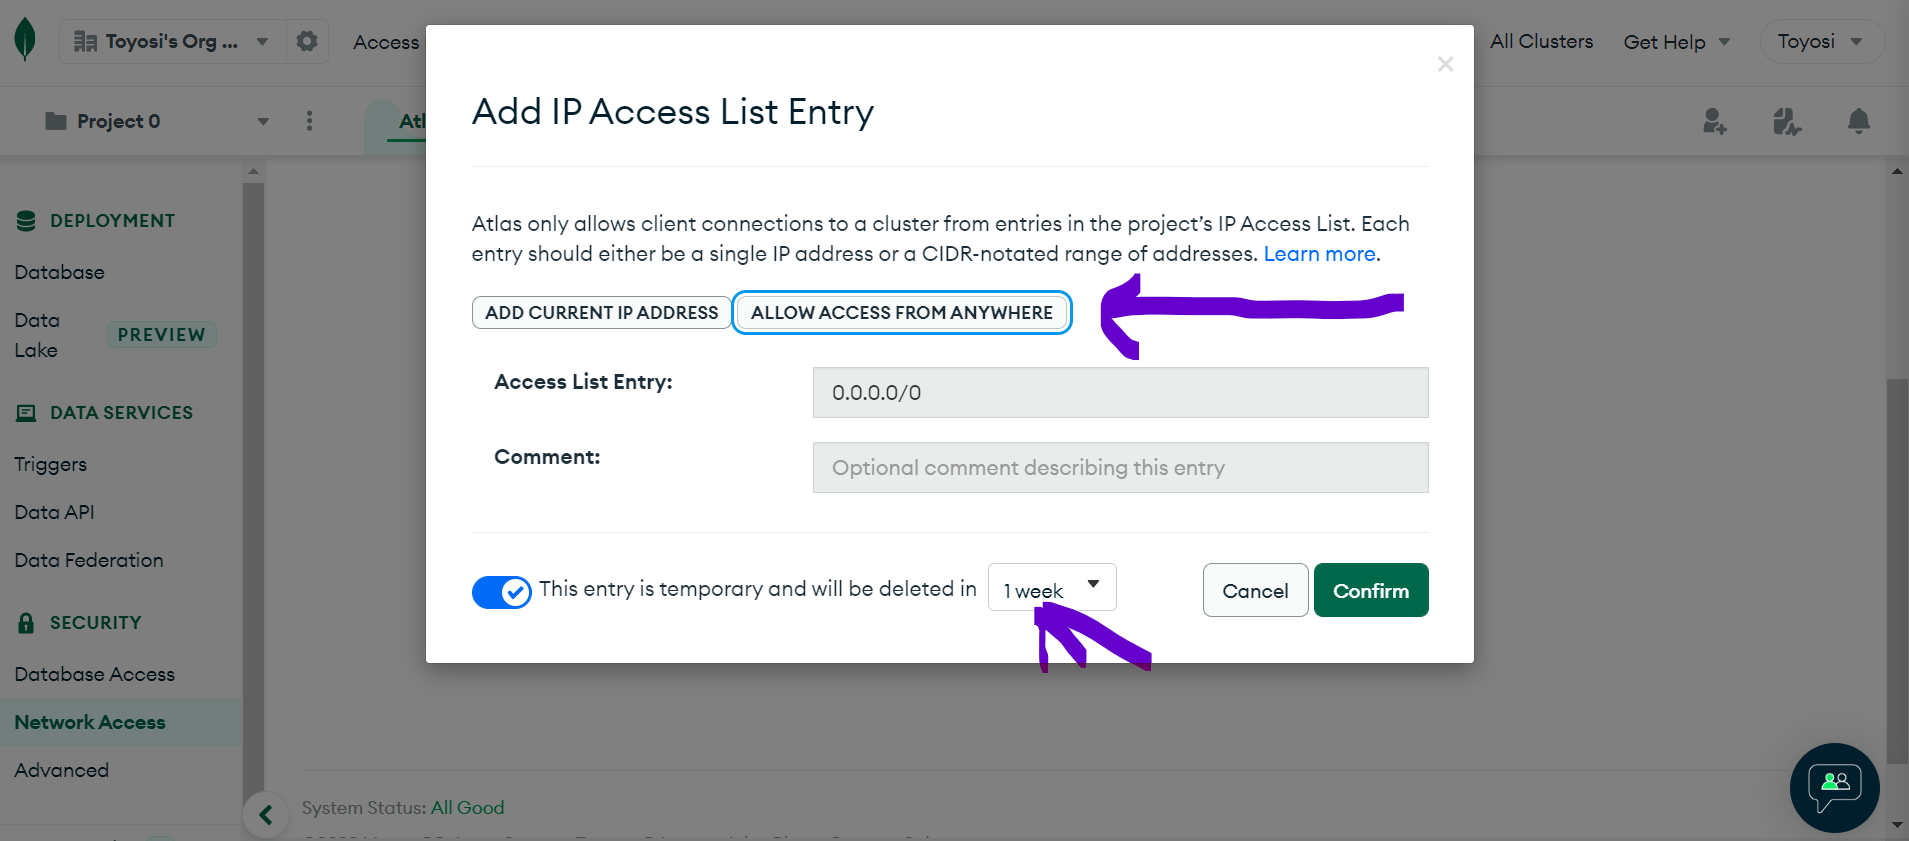 Toyosi's Org ...
Access
All Clusters
Get Help
Toyosi
Project 0
Atl
DEPLOYMENT
Database
Data
Lake
PREVIEW
DATA SERVICES
Triggers
Data API
Data Federation
SECURITY
Database Access
Network Access
Advanced
Add IP Access List Entry
Atlas only allows client connections to a cluster from entries in the project’s IP Access List. Each
entry should either be a single IP address or a CIDR-notated range of addresses. Learn more.
ADD CURRENT IP ADDRESS
ALLOW ACCESS FROM ANYWHERE
Access List Entry:
0.0.0.0/0
Comment:
Optional comment describing this entry
This entry is temporary and will be deleted in
1 week
Cancel
Confirm
System Status: All Good